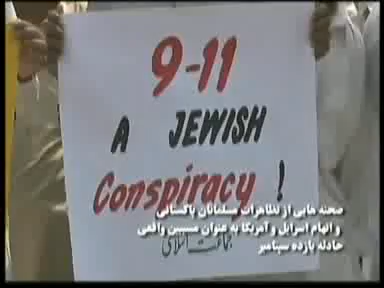 9-11
A JEWISH
Conspiracy !
صحنه هایی از تظاهرات مسلمانان پاکستانی
و اتهام اسراییل و آمریکا به عنوان مسببین واقعی
جماعت اسلامی
حادثه یازده سپتامبر